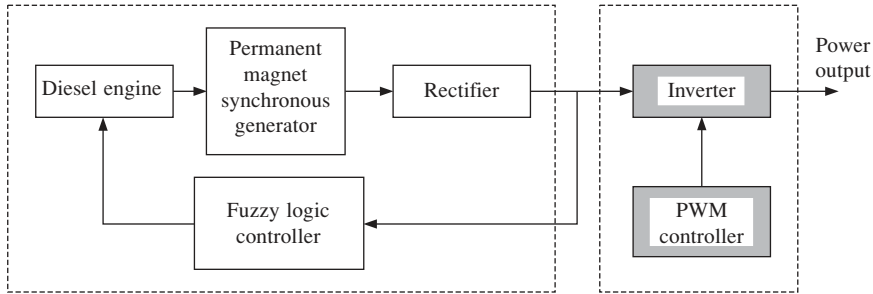 Diesel engine
Permanent
magnet
synchronous
generator
Rectifier
Fuzzy logic
controller
Inverter
PWM
controller
Power
output